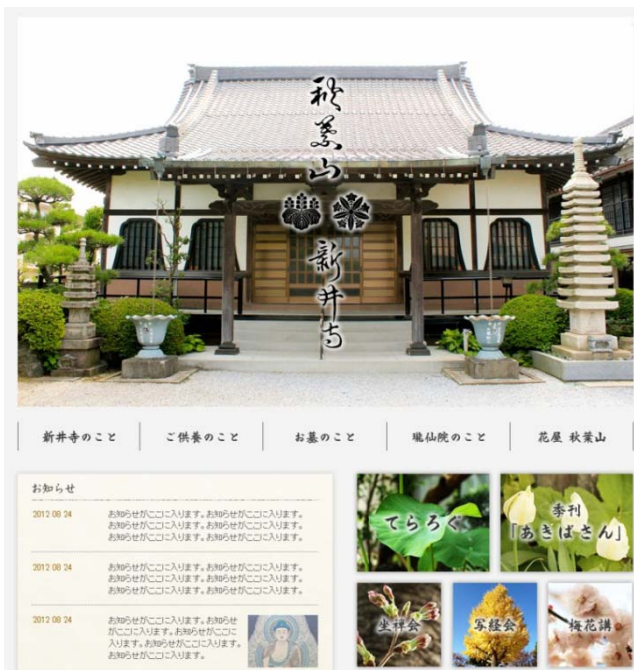 秋葉山
新井寺
新井寺のこと
ご供養のこと
お墓のこと
瓏仙院のこと
花屋 秋葉山
お知らせ
2012 08 24
お知らせがここに入ります。お知らせがここに入ります。
お知らせがここに入ります。お知らせがここに入ります。
お知らせがここに入ります。お知らせがここに入ります。
2012 08 24
お知らせがここに入ります。お知らせがここに入ります。
お知らせがここに入ります。お知らせがここに入ります。
お知らせがここに入ります。お知らせがここに入ります。
2012 08 24
お知らせがここに入ります。お知らせ
がここに入ります。お知らせがここに
入ります。お知らせがここに入ります。
お知らせがここに入ります。
てらろぐ
季刊
「あきばさん」
坐禅会
写経会
梅花講